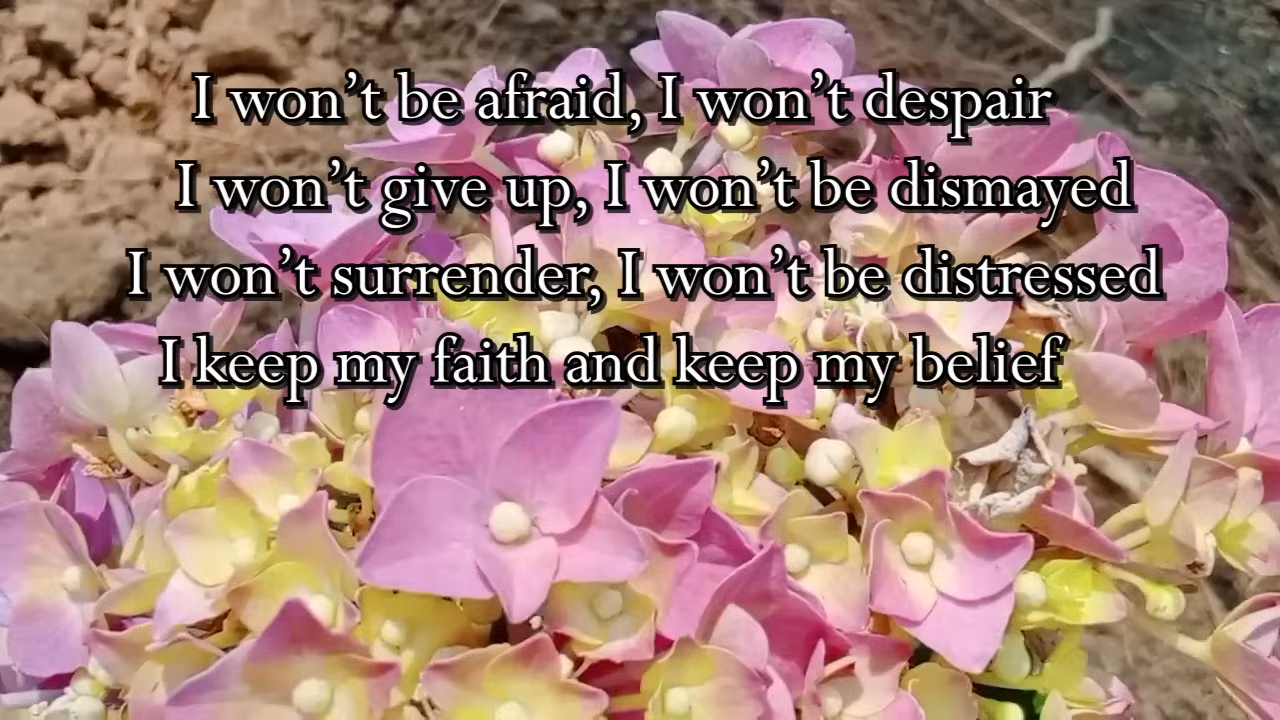 I won’t be afraid, I won’t despair
I won’t give up, I won’t be dismayed
I won’t surrender, I won’t be distressed
I keep my faith and keep my belief